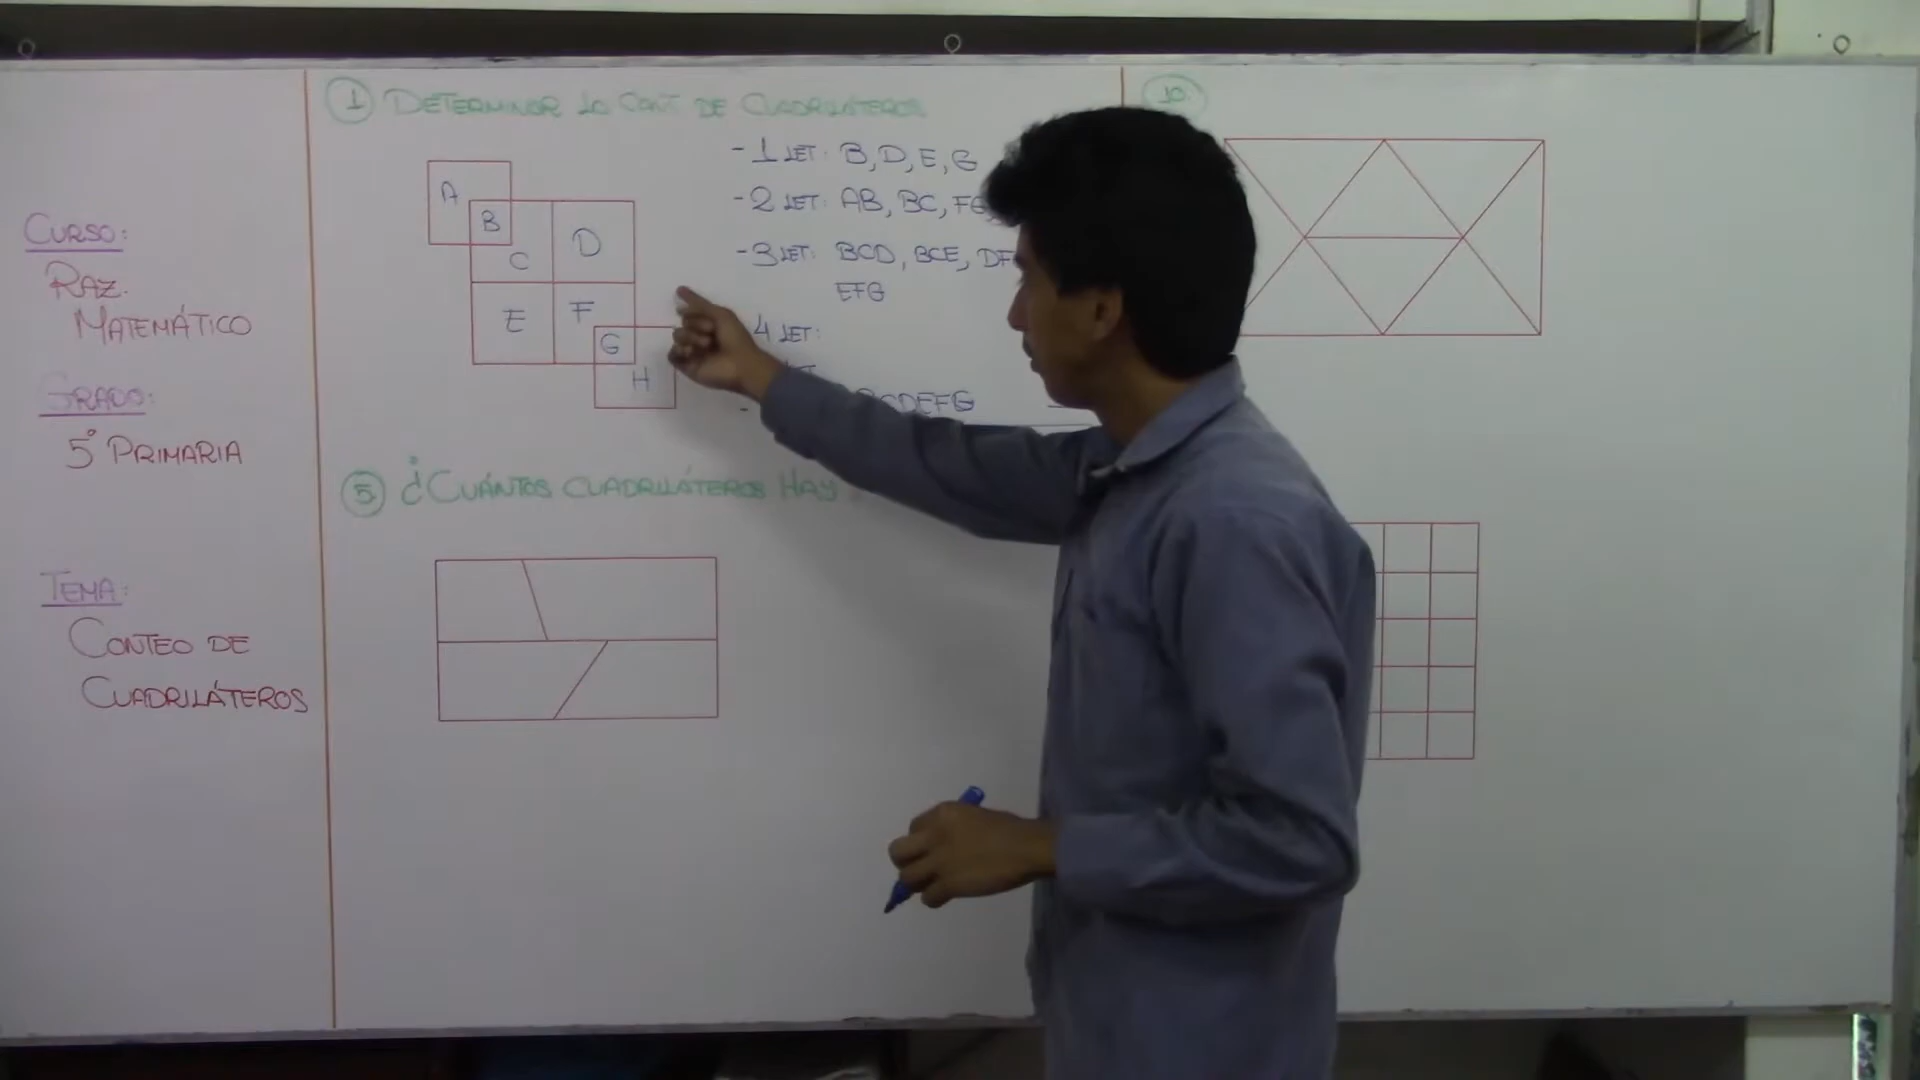 CURSO:
RAZ.
MATEMÁTICO
GRADO:
5° PRIMARIA
TEMA:
CONTEO DE
CUADRILÁTEROS
1 DETERMINAR LA CANT. DE CUADRILÁTEROS
A
B
C
D
E
F
G
H
- 1 LET: B, D, E, G
- 2 LET: AB, BC, FG,
- 3 LET: BCD, BCE, DF
EFG
4 LET:
BCDEFG
5 ¿CUÁNTOS CUADRILÁTEROS HAY
10